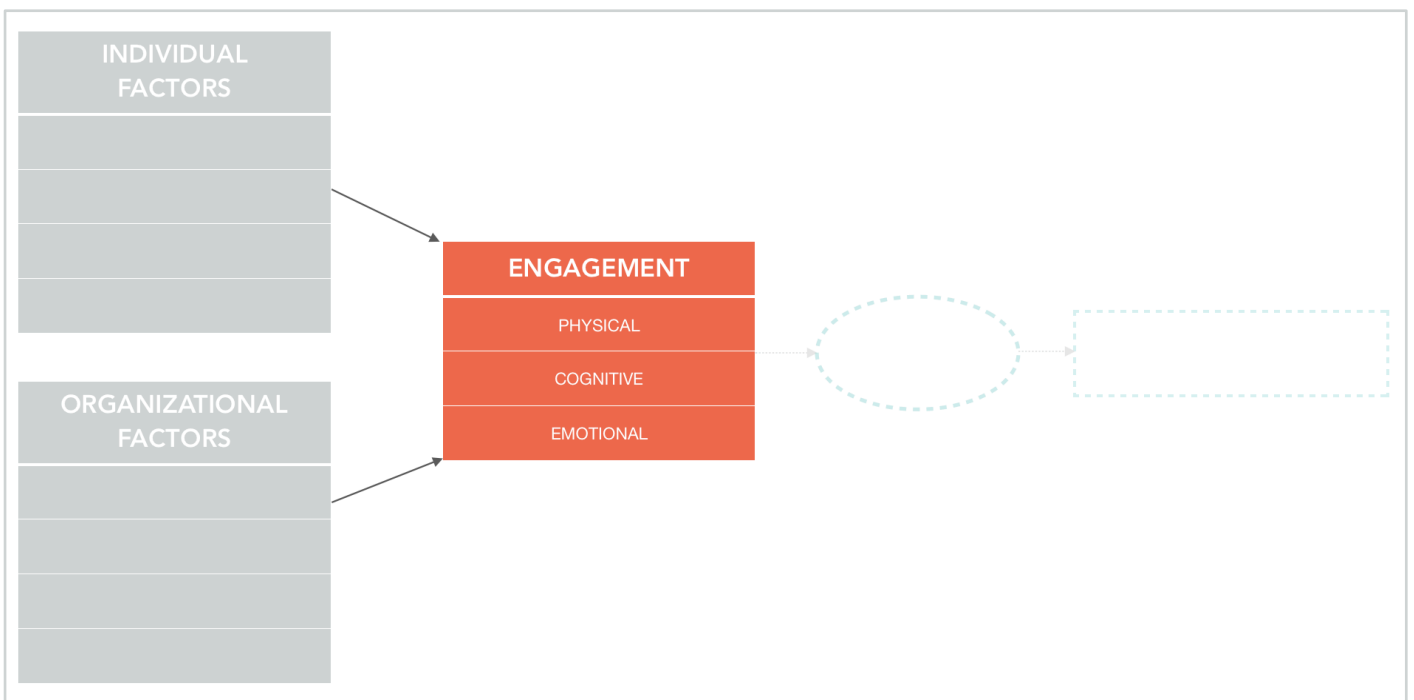 INDIVIDUAL
FACTORS
ENGAGEMENT
PHYSICAL
COGNITIVE
EMOTIONAL
ORGANIZATIONAL
FACTORS